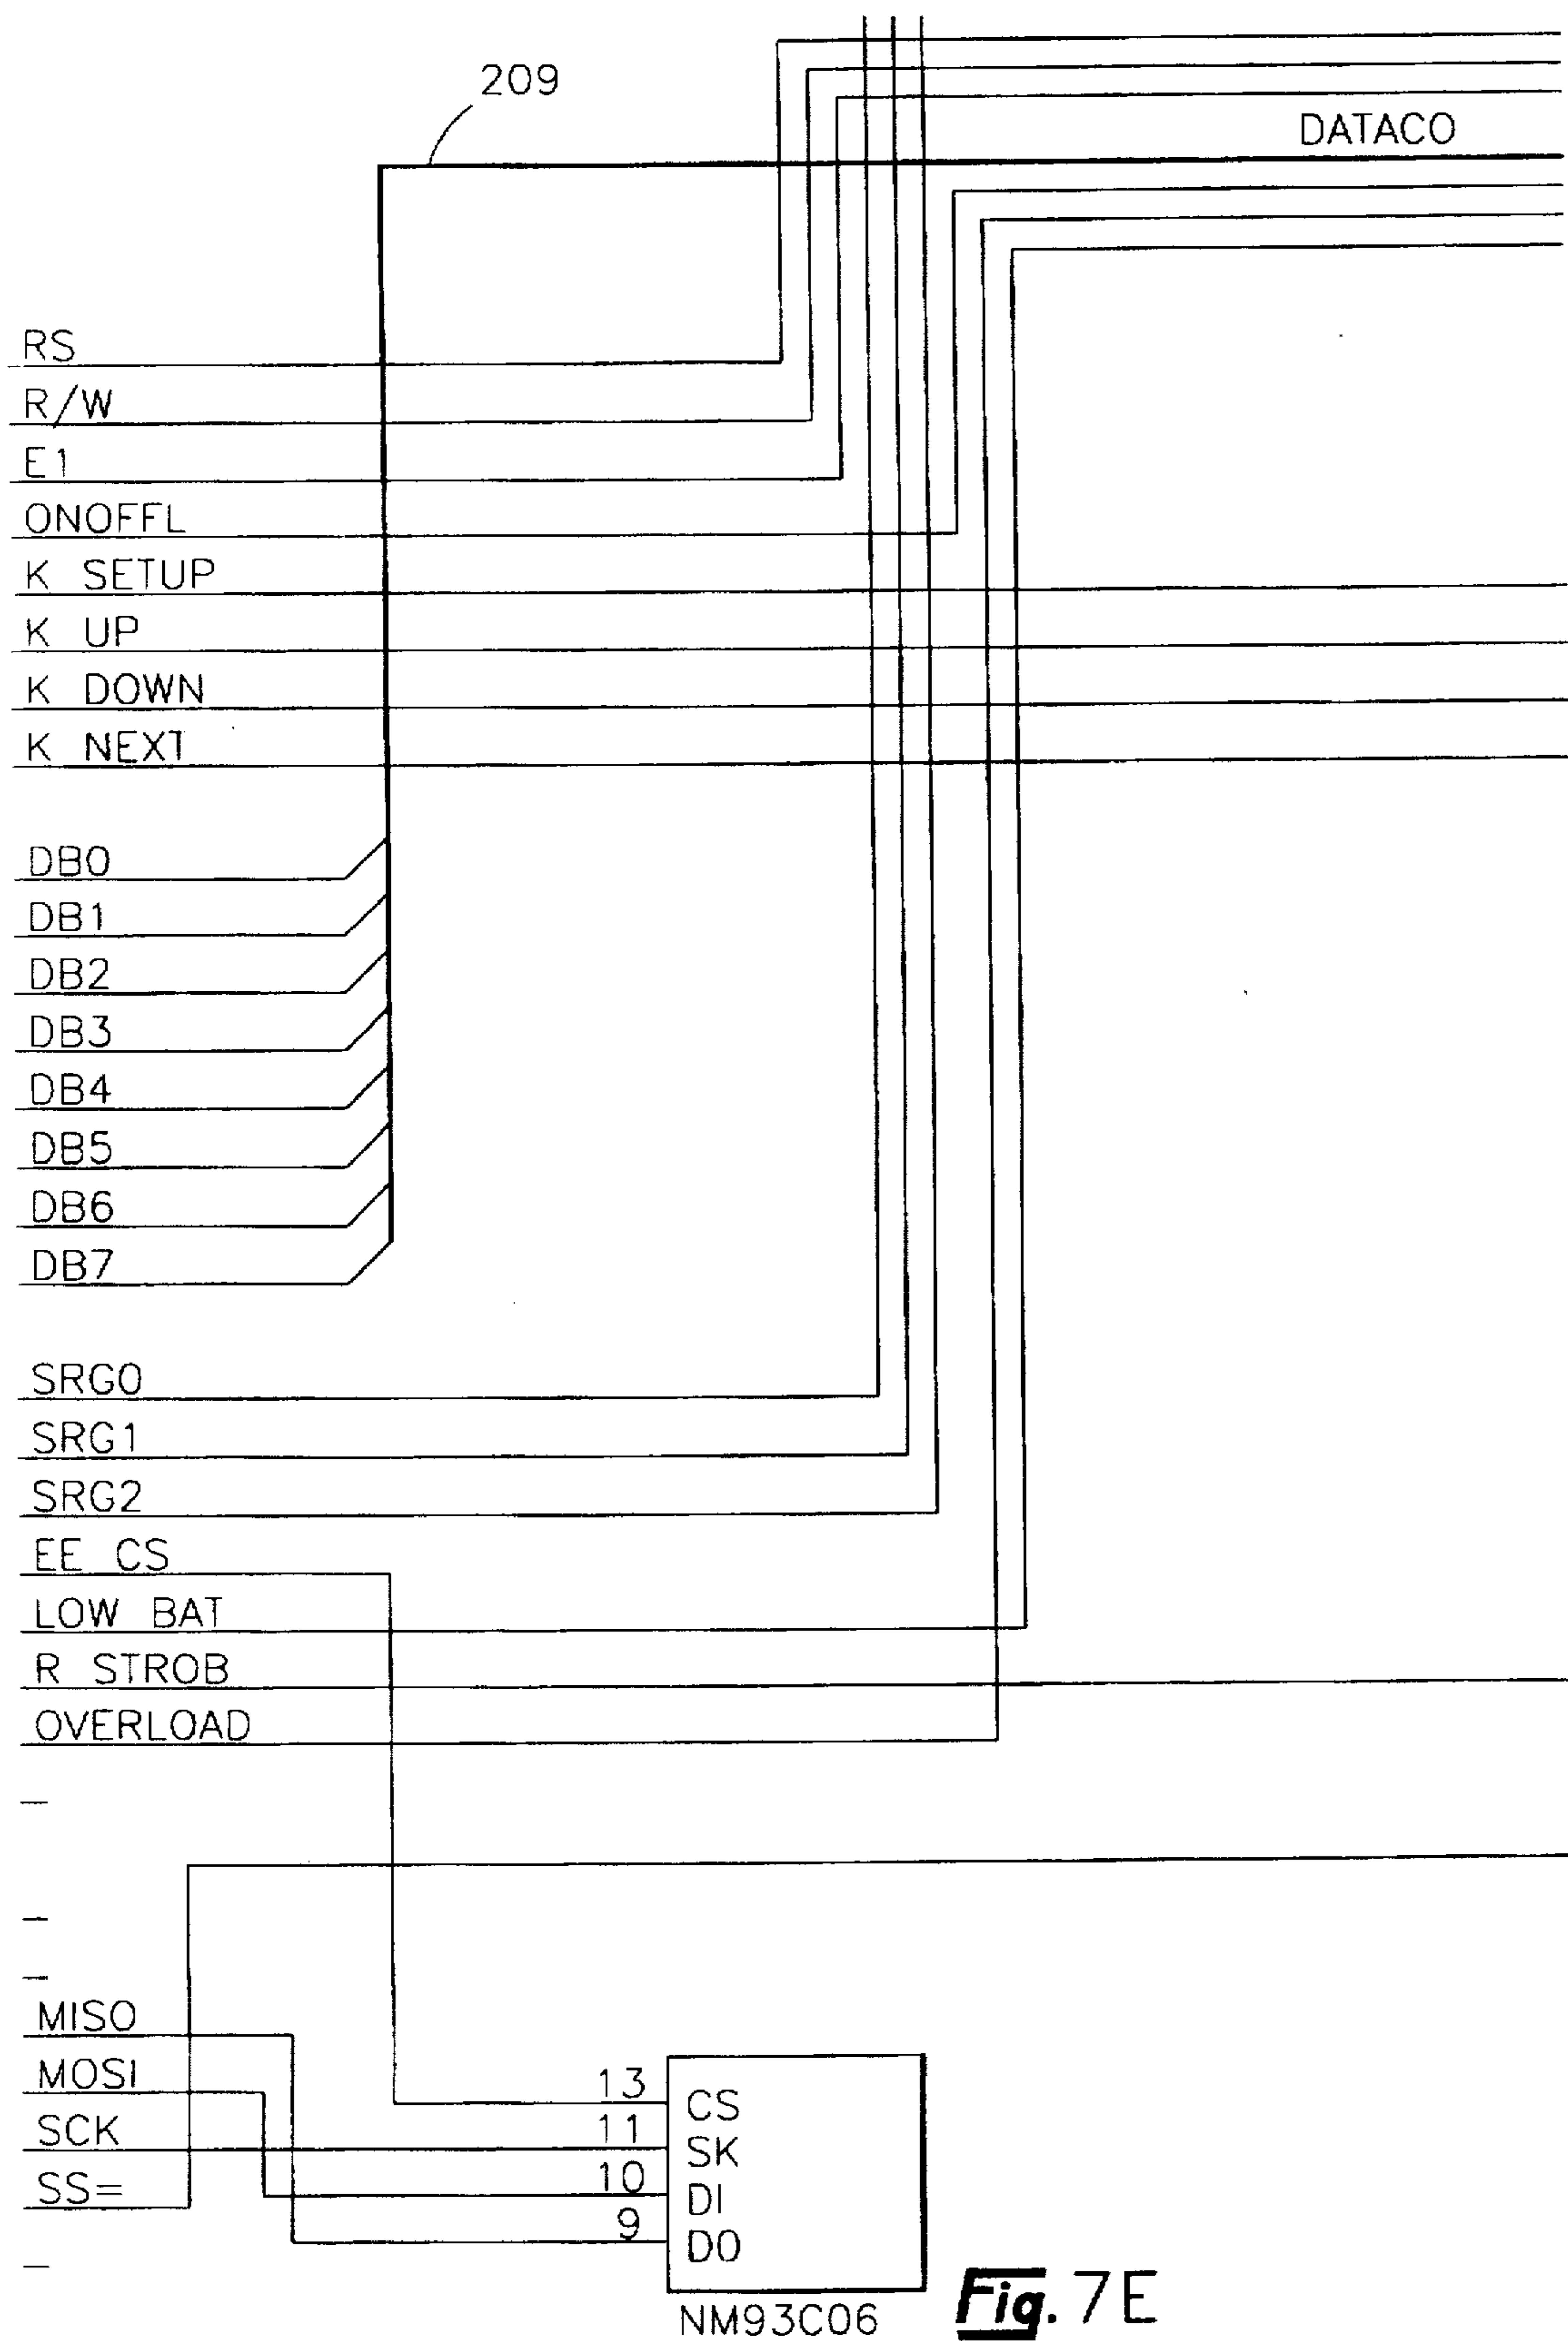 209
DATACO
RS
R/W
E1
ONOFFL
K SETUP
K UP
K DOWN
K NEXT
DB0
DB1
DB2
DB3
DB4
DB5
DB6
DB7
SRG0
SRG1
SRG2
EE CS
LOW BAT
R STROB
OVERLOAD
MISO
MOSI
SCK
SS=
13 CS
11 SK
10 DI
9 DO
NM93C06
Fig. 7E